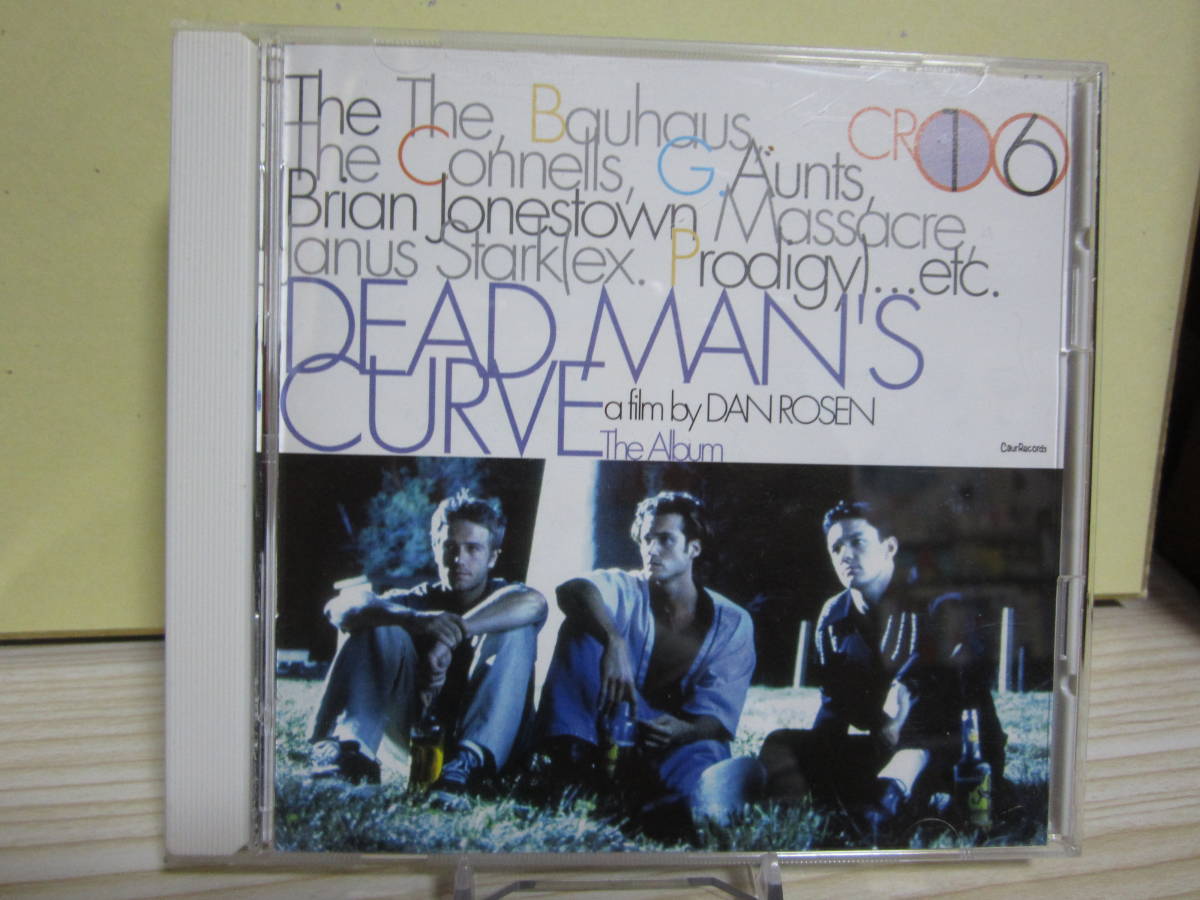 The The, Bauhaus,
The Connells, G. Aunts,
Brian Jonestown Massacre,
Janus Stark(ex. Prodigy)...etc.
CR016
DEAD MAN'S
CURVE
a film by DAN ROSEN
The Album
CaurRecords